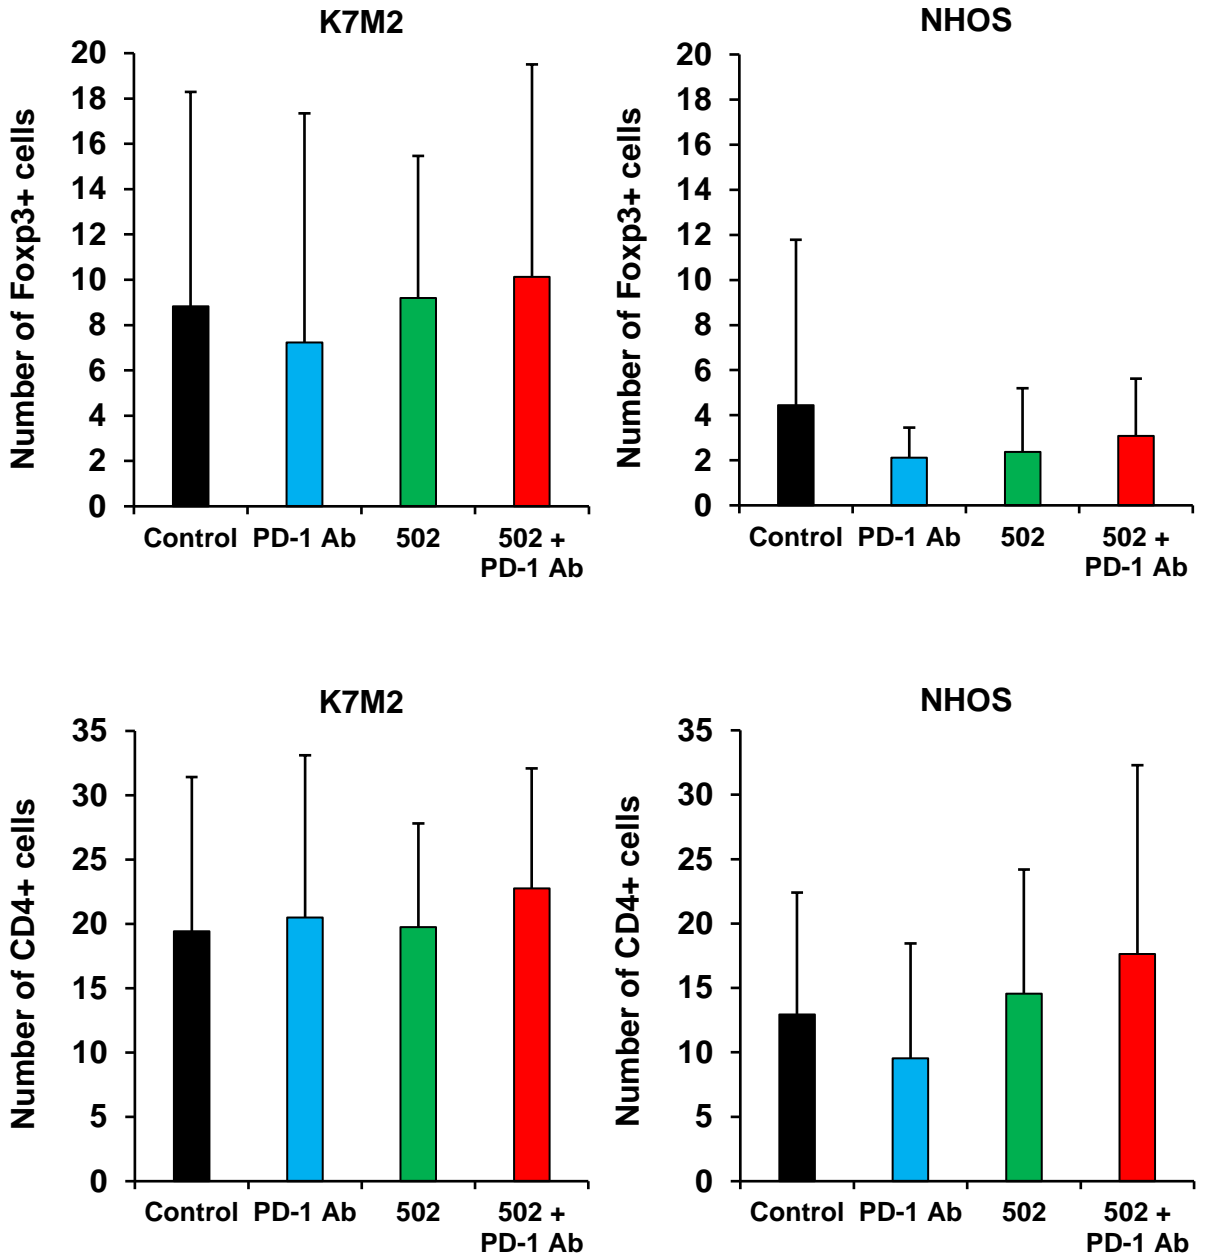 K7M2
Number of Foxp3+ cells
20
18
16
14
12
10
8
6
4
2
0
Control PD-1 Ab 502 502 +
PD-1 Ab
NHOS
Number of Foxp3+ cells
20
18
16
14
12
10
8
6
4
2
0
Control PD-1 Ab 502 502 +
PD-1 Ab
K7M2
Number of CD4+ cells
35
30
25
20
15
10
5
0
Control PD-1 Ab 502 502 +
PD-1 Ab
NHOS
Number of CD4+ cells
35
30
25
20
15
10
5
0
Control PD-1 Ab 502 502 +
PD-1 Ab